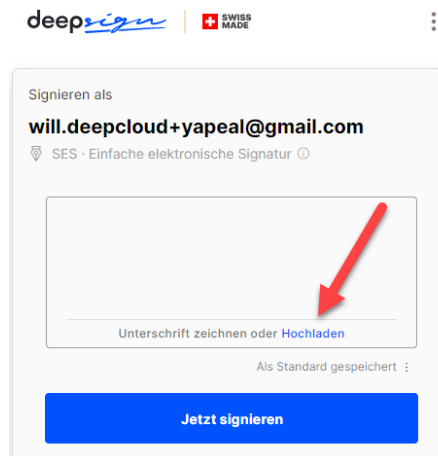 deepsign SWISS MADE
Signieren als
will.deepcloud+yapeal@gmail.com
SES · Einfache elektronische Signatur
Unterschrift zeichnen oder Hochladen
Als Standard gespeichert
Jetzt signieren